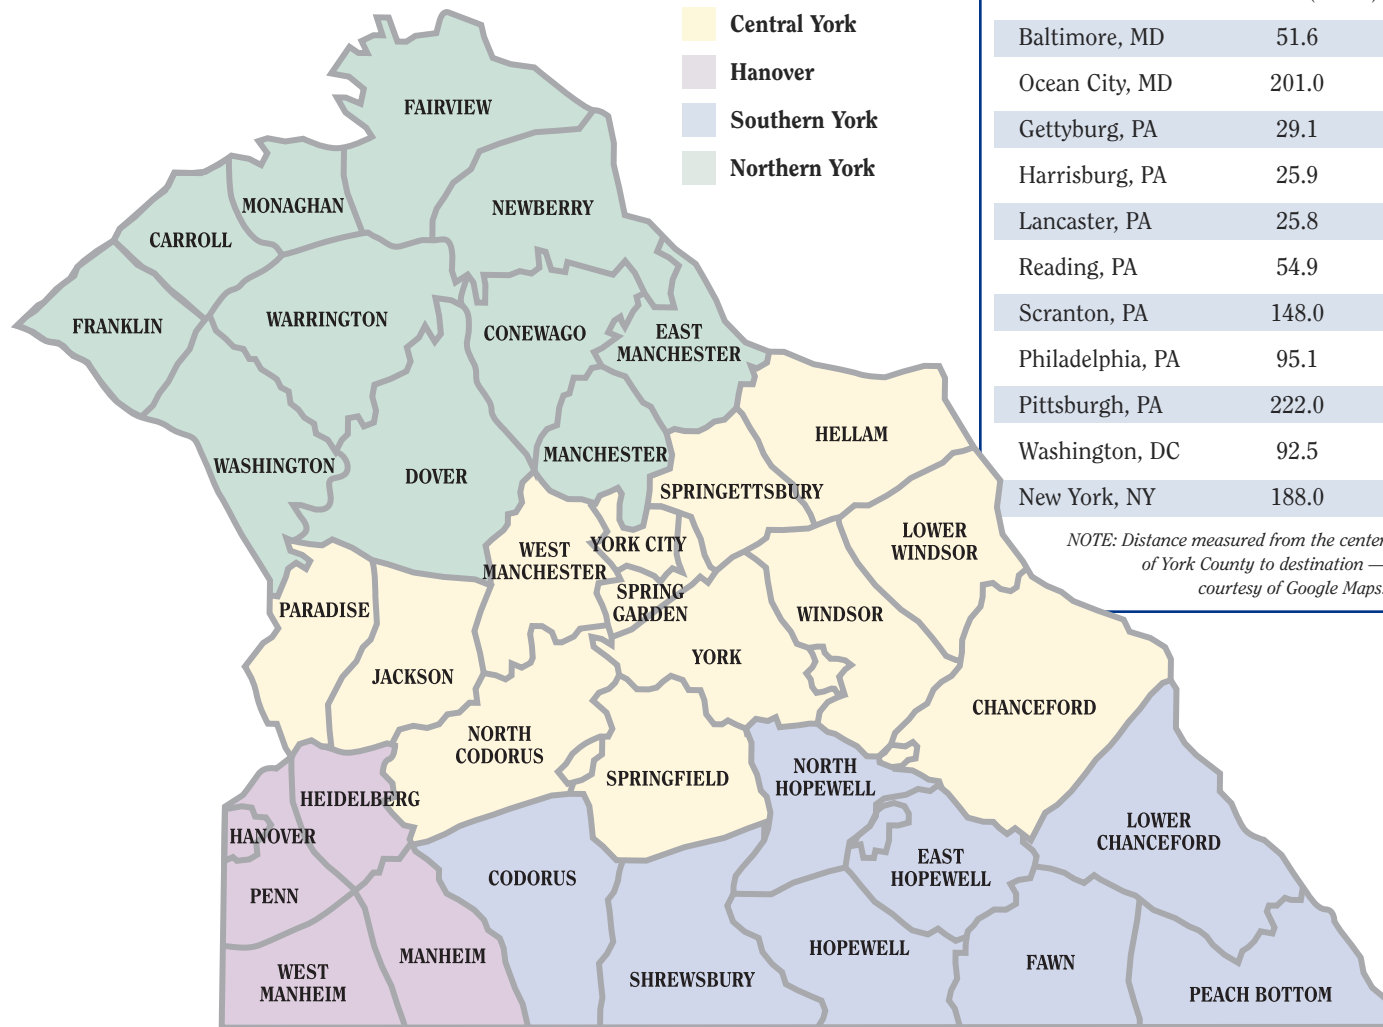 Central York
Hanover
Southern York
Northern York
Baltimore, MD 51.6
Ocean City, MD 201.0
Gettyburg, PA 29.1
Harrisburg, PA 25.9
Lancaster, PA 25.8
Reading, PA 54.9
Scranton, PA 148.0
Philadelphia, PA 95.1
Pittsburgh, PA 222.0
Washington, DC 92.5
New York, NY 188.0
NOTE: Distance measured from the center
of York County to destination —
courtesy of Google Maps.
FAIRVIEW
MONAGHAN
NEWBERRY
CARROLL
FRANKLIN
WARRINGTON
CONEWAGO
EAST
MANCHESTER
HELLAM
WASHINGTON
DOVER
MANCHESTER
SPRINGETTSBURY
LOWER
WINDSOR
WEST
MANCHESTER
YORK CITY
SPRING
GARDEN
PARADISE
WINDSOR
YORK
JACKSON
CHANCEFORD
NORTH
CODORUS
SPRINGFIELD
NORTH
HOPEWELL
HEIDELBERG
HANOVER
LOWER
CHANCEFORD
CODORUS
EAST
HOPEWELL
PENN
HOPEWELL
MANHEIM
FAWN
WEST
MANHEIM
SHREWSBURY
PEACH BOTTOM